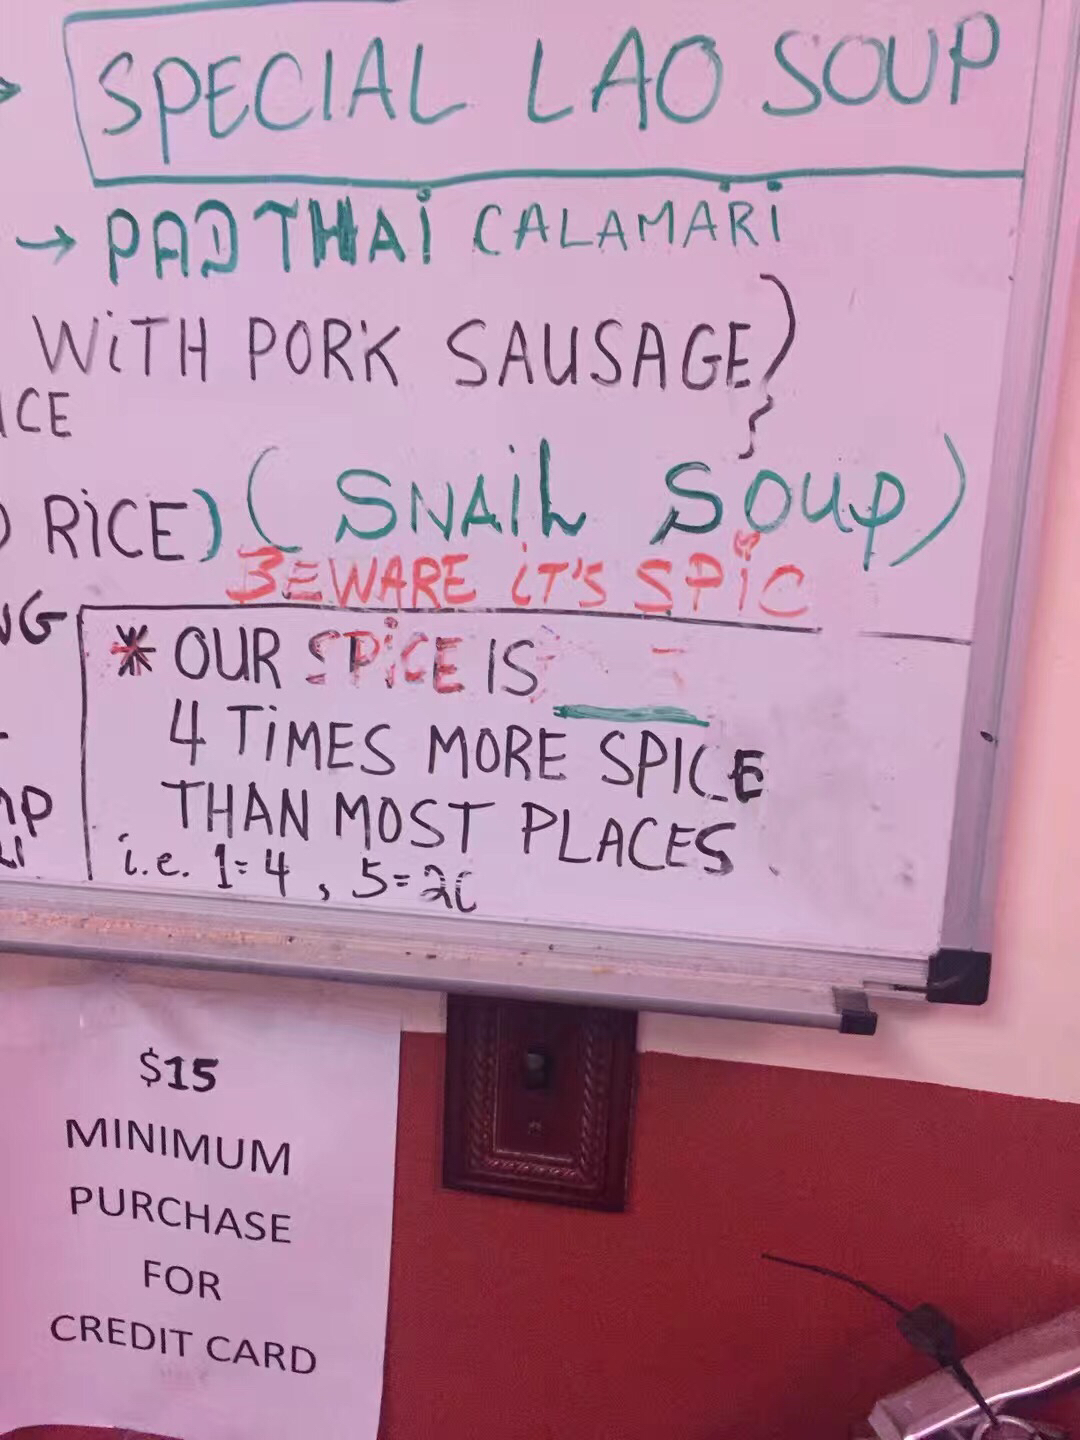 SPECIAL LAO SOUP
→ PAD THAi CALAMARi
WiTH PORK SAUSAGE)
ICE
RiCE) (SNAiL SOUP)
BEWARE iT'S SPiC
NG
* OUR SPiCE IS
4 TiMES MORE SPICE
THAN MOST PLACES
i.e. 1=4, 5=20
$15
MINIMUM
PURCHASE
FOR
CREDIT CARD